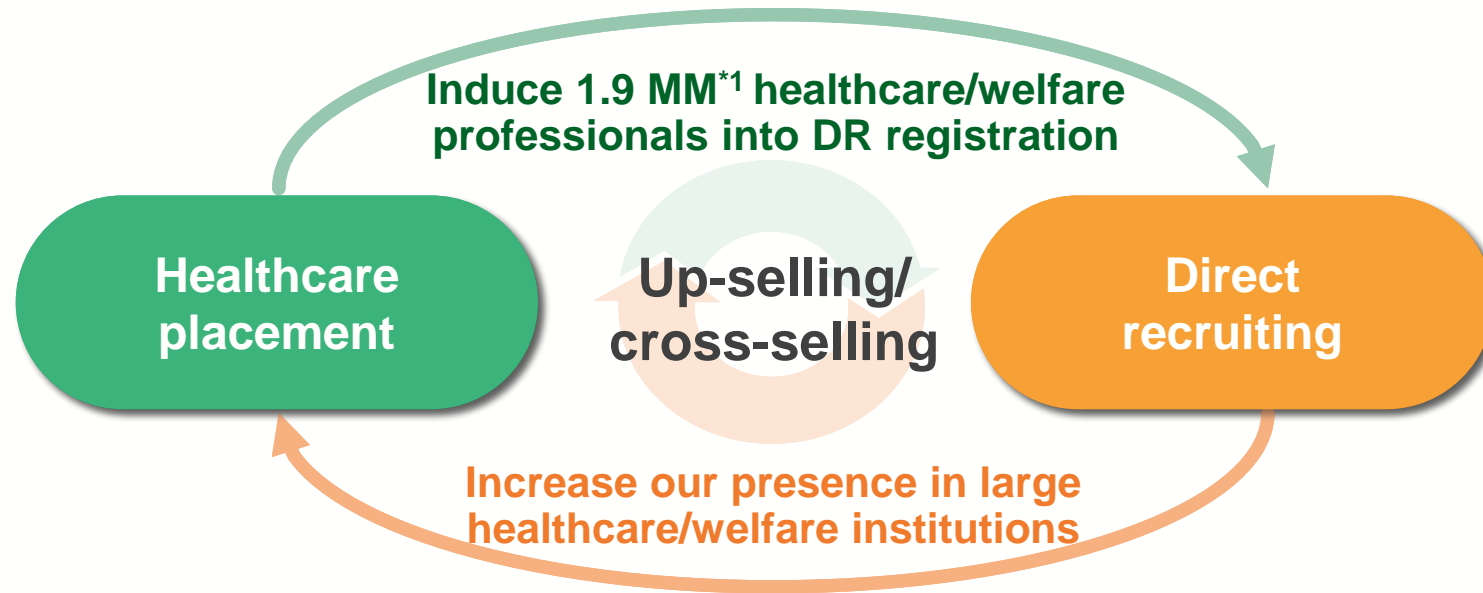 Induce 1.9 MM*1 healthcare/welfare
professionals into DR registration
Healthcare
placement
Up-selling/
cross-selling
Direct
recruiting
Increase our presence in large
healthcare/welfare institutions